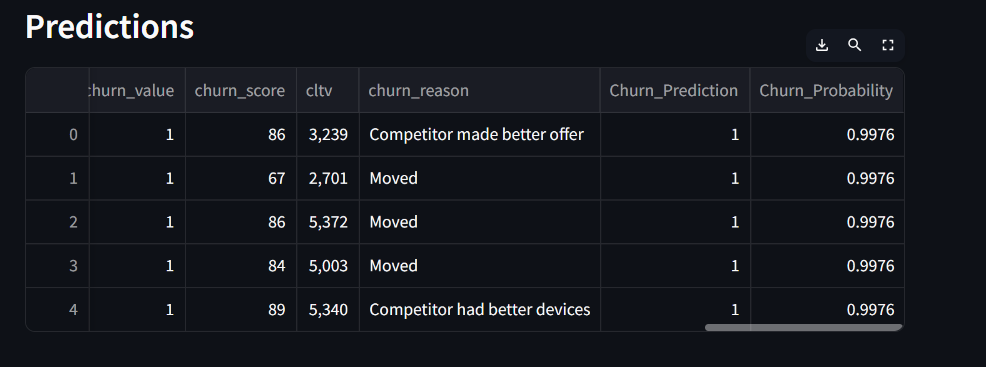 Predictions
churn_value churn_score cltv churn_reason Churn_Prediction Churn_Probability
0 1 86 3,239 Competitor made better offer 1 0.9976
1 1 67 2,701 Moved 1 0.9976
2 1 86 5,372 Moved 1 0.9976
3 1 84 5,003 Moved 1 0.9976
4 1 89 5,340 Competitor had better devices 1 0.9976